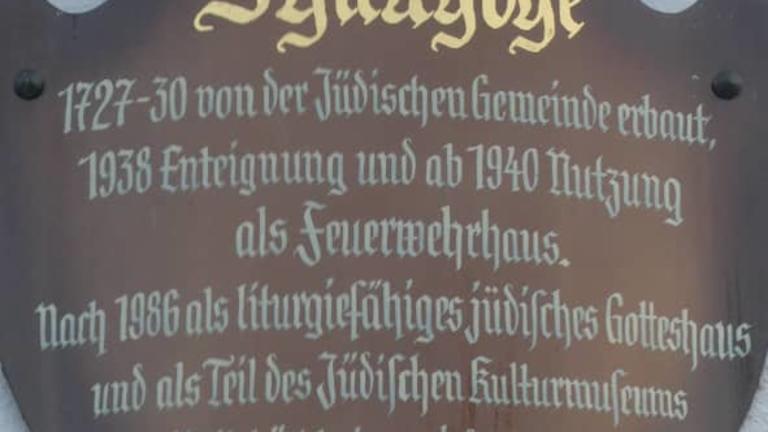 Synagoge
1727-30 von der Jüdischen Gemeinde erbaut,
1938 Enteignung und ab 1940 Nutzung
als Feuerwehrhaus.
Nach 1986 als liturgiefähiges jüdiſches Gotteshaus
und als Teil des Jüdiſchen Kulturmuſeums